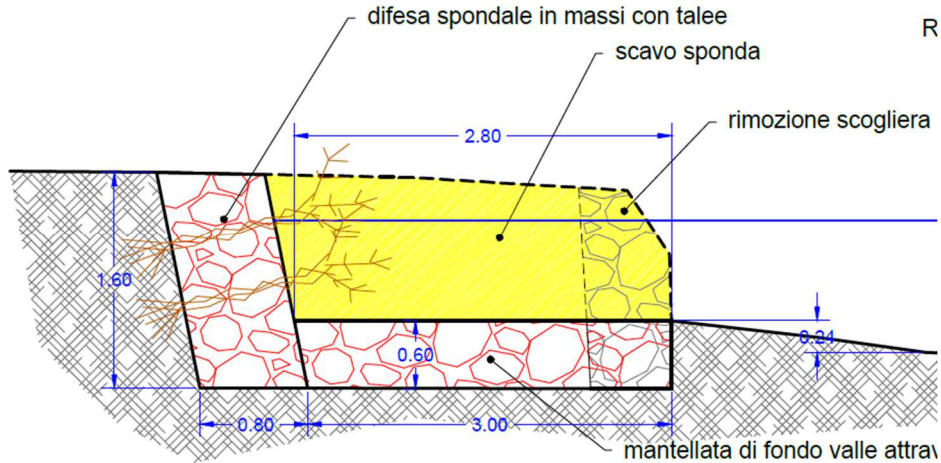 difesa spondale in massi con talee
R
scavo sponda
rimozione scogliera
2.80
1.60
0.24
0.60
0.80
3.00
mantellata di fondo valle attrav